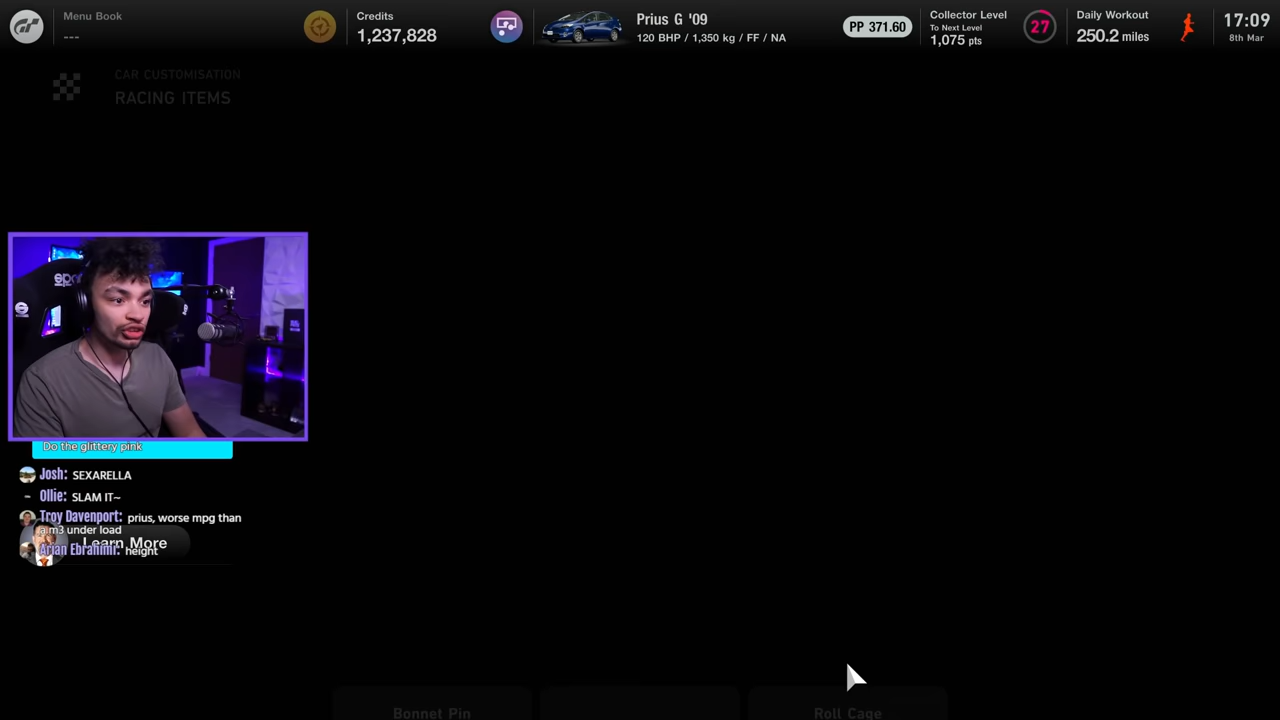 Menu Book
---
Credits
1,237,828
Prius G '09
120 BHP / 1,350 kg / FF / NA
PP 371.60
Collector Level
To Next Level
1,075 pts
27
Daily Workout
250.2 miles
17:09
8th Mar
CAR CUSTOMISATION
RACING ITEMS
Do the glittery pink
Josh: SEXARELLA
Ollie: SLAM IT~
Troy Davenport: prius, worse mpg than
a m3 under load
Learn More
Arian Ebrahimi: height
Bonnet Pin
Roll Cage